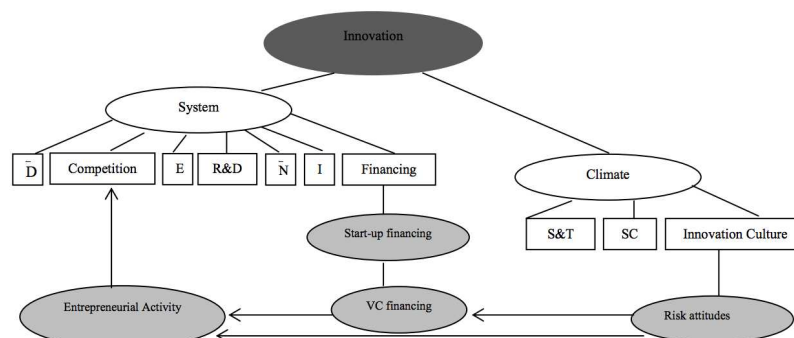 Innovation
System
D̄
Competition
E
R&D
N̄
I
Financing
Climate
Start-up financing
S&T
SC
Innovation Culture
Entrepreneurial Activity
VC financing
Risk attitudes